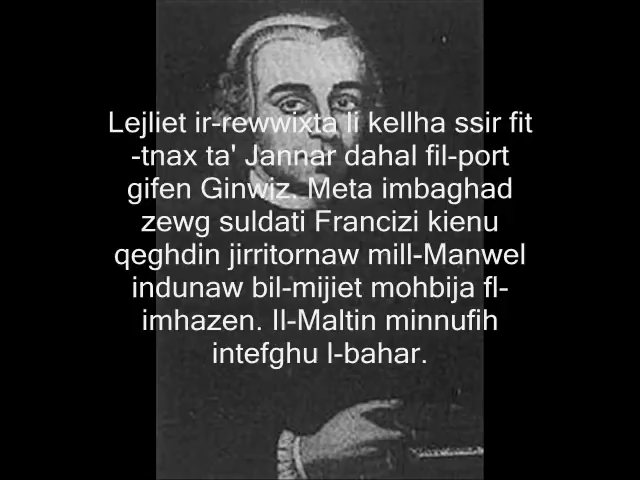 Lejliet ir-rewwixta li kellha ssir fit
-tnax ta' Jannar dahal fil-port
gifen Ginwiz. Meta imbaghad
zewg suldati Francizi kienu
qeghdin jirritornaw mill-Manwel
indunaw bil-mijiet mohbija fl-
imhazen. Il-Maltin minnufih
intefghu l-bahar.